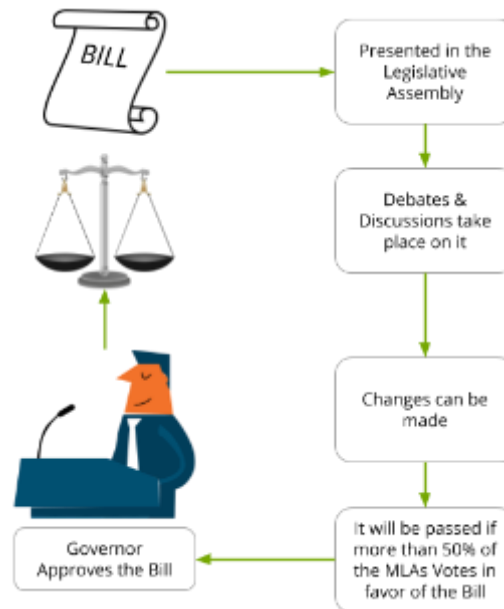 BILL
Presented in the
Legislative
Assembly
Debates &
Discussions take
place on it
Changes can be
made
It will be passed if
more than 50% of
the MLAs Votes in
favor of the Bill
Governor
Approves the Bill